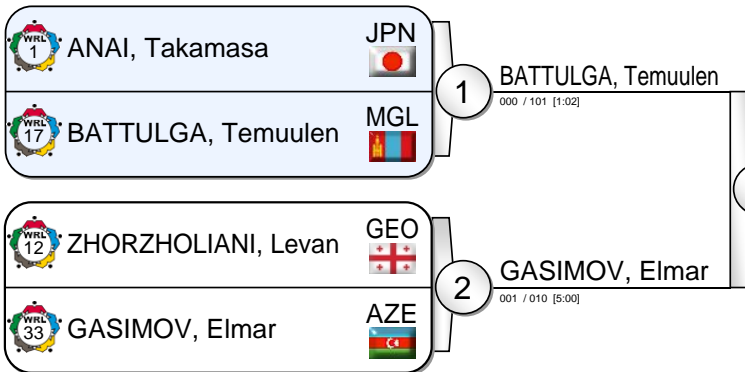 WRL
1
ANAI, Takamasa
JPN
WRL
17
BATTULGA, Temuulen
MGL
1
BATTULGA, Temuulen
000 / 101 [1:02]
WRL
12
ZHORZHOLIANI, Levan
GEO
WRL
33
GASIMOV, Elmar
AZE
2
GASIMOV, Elmar
001 / 010 [5:00]